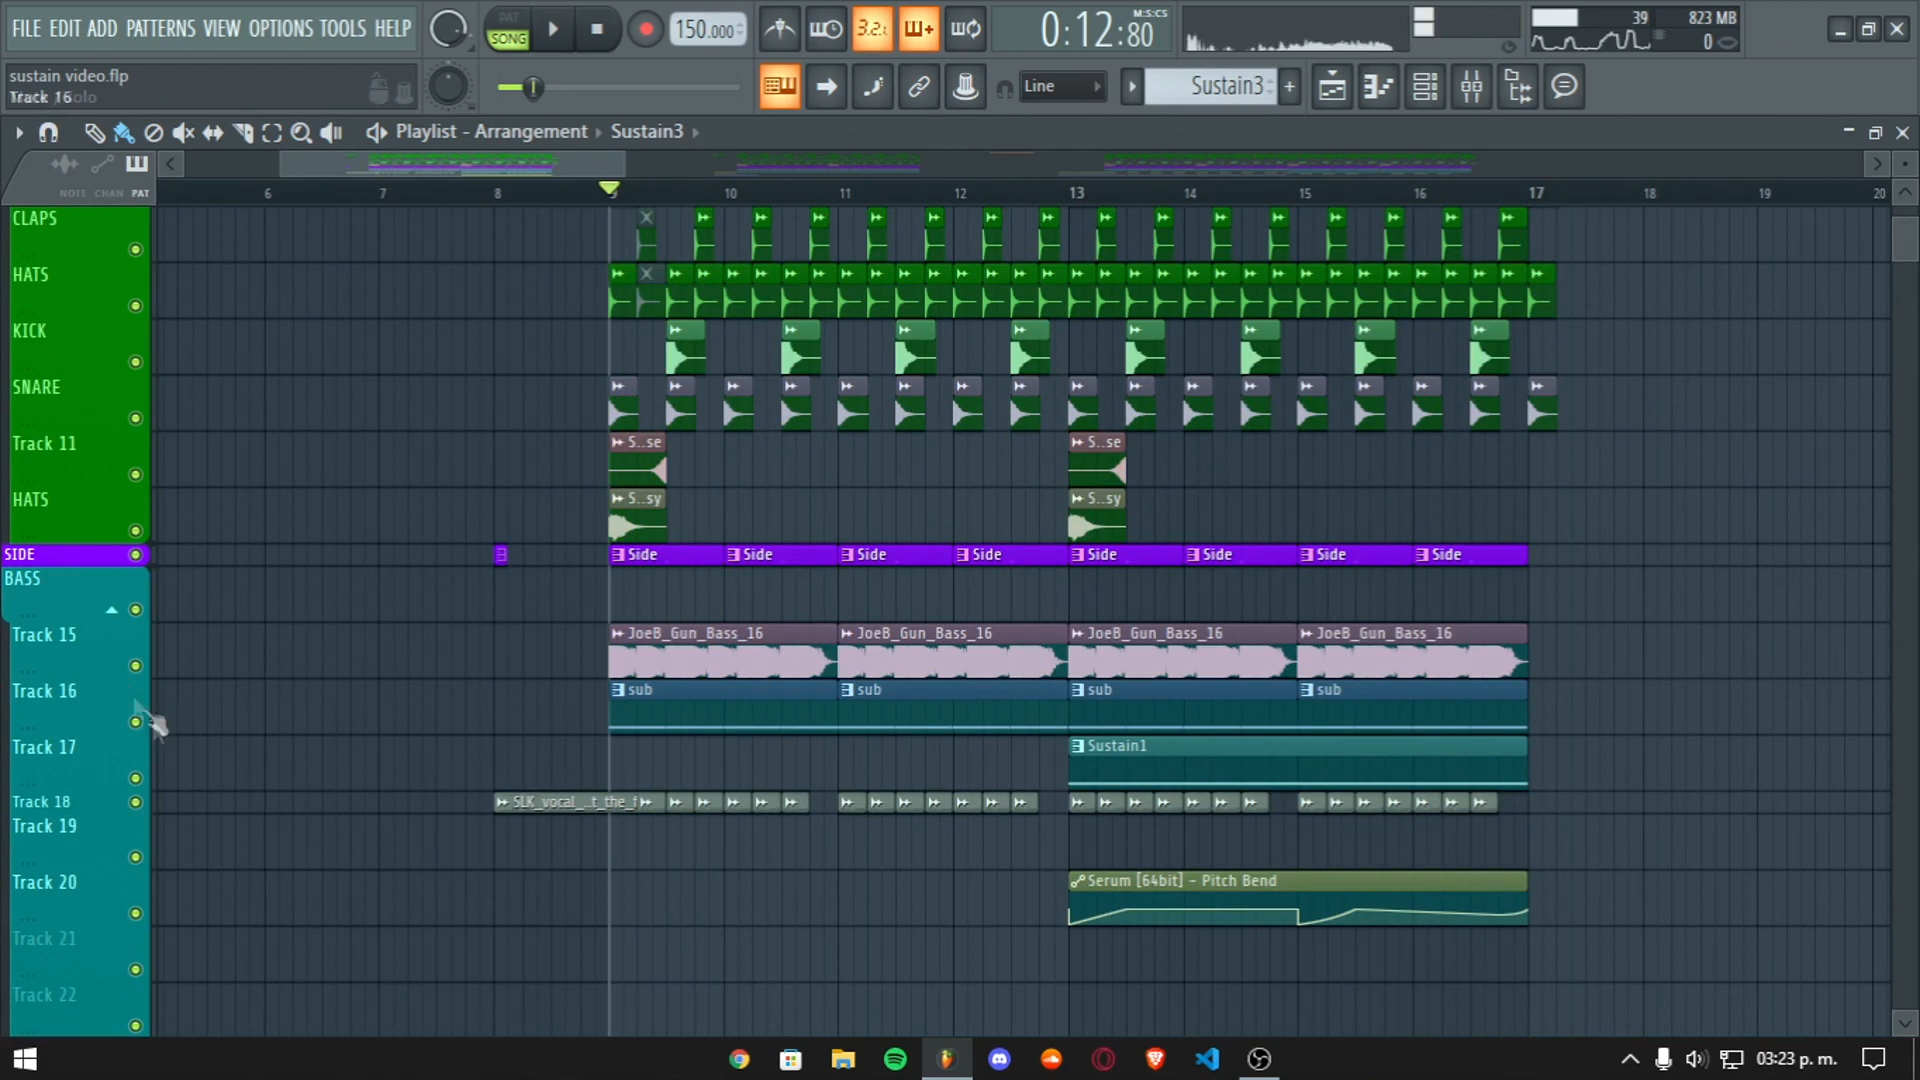 FILE EDIT ADD PATTERNS VIEW OPTIONS TOOLS HELP
PAT
SONG
150.000
3.2.
0:12:80
M:S:CS
39
823 MB
0
sustain video.flp
Track 16
Line
Sustain3
Playlist - Arrangement
Sustain3
NOTE CHAN PAT
6 7 8 9 10 11 12 13 14 15 16 17 18 19 20
CLAPS
HATS
KICK
SNARE
Track 11
S..se S..se
HATS
S..sy S..sy
SIDE
Side Side Side Side Side Side Side Side
BASS
Track 15
JoeB_Gun_Bass_16 JoeB_Gun_Bass_16 JoeB_Gun_Bass_16 JoeB_Gun_Bass_16
Track 16
sub sub sub sub
Track 17
Sustain1
Track 18
SLK_vocal_..t_the_f
Track 19
Track 20
Serum [64bit] - Pitch Bend
Track 21
Track 22
03:23 p. m.